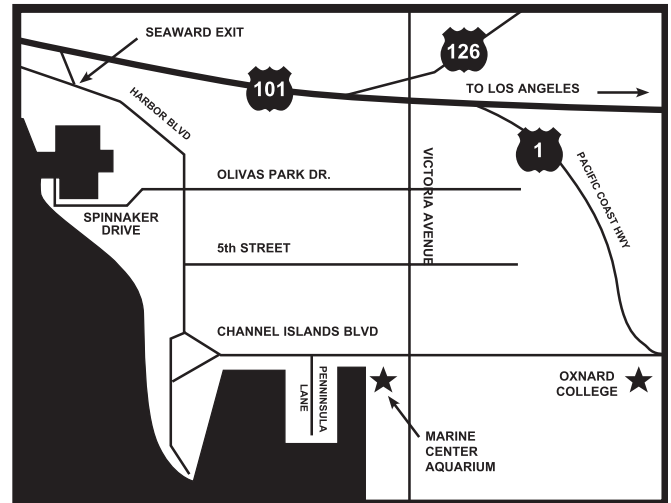 SEAWARD EXIT
126
101
TO LOS ANGELES
HARBOR BLVD
1
PACIFIC COAST HWY
VICTORIA AVENUE
OLIVAS PARK DR.
SPINNAKER
DRIVE
5th STREET
CHANNEL ISLANDS BLVD
PENNINSULA
LANE
OXNARD
COLLEGE
MARINE
CENTER
AQUARIUM